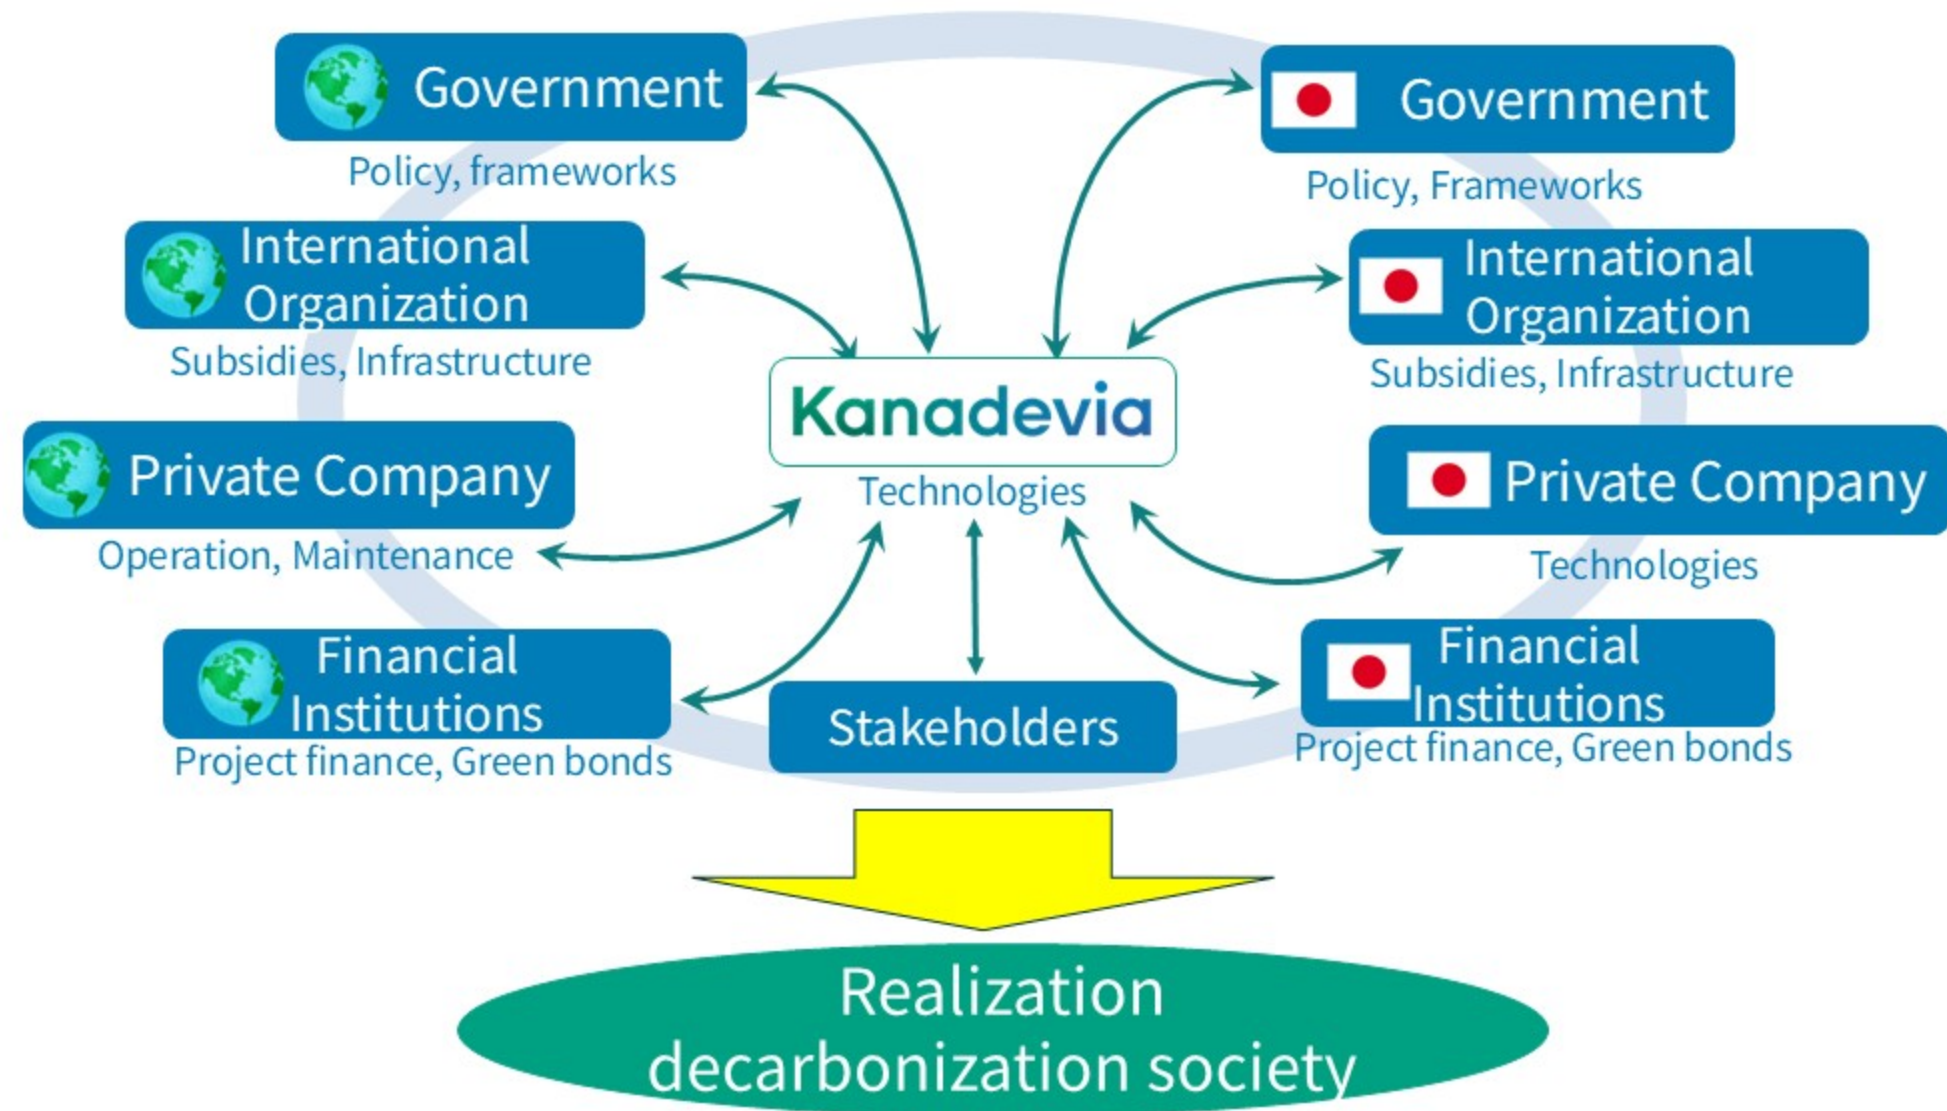 Government
Policy, frameworks
International
Organization
Subsidies, Infrastructure
Private Company
Operation, Maintenance
Financial
Institutions
Project finance, Green bonds
Kanadevia
Technologies
Stakeholders
Government
Policy, Frameworks
International
Organization
Subsidies, Infrastructure
Private Company
Technologies
Financial
Institutions
Project finance, Green bonds
Realization
decarbonization society